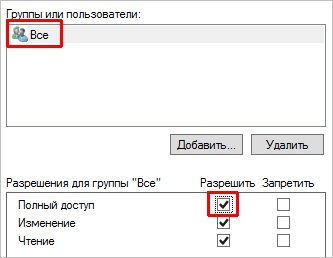 Группы или пользователи:
Все
Добавить... Удалить
Разрешения для группы "Все" Разрешить Запретить
Полный доступ
Изменение
Чтение